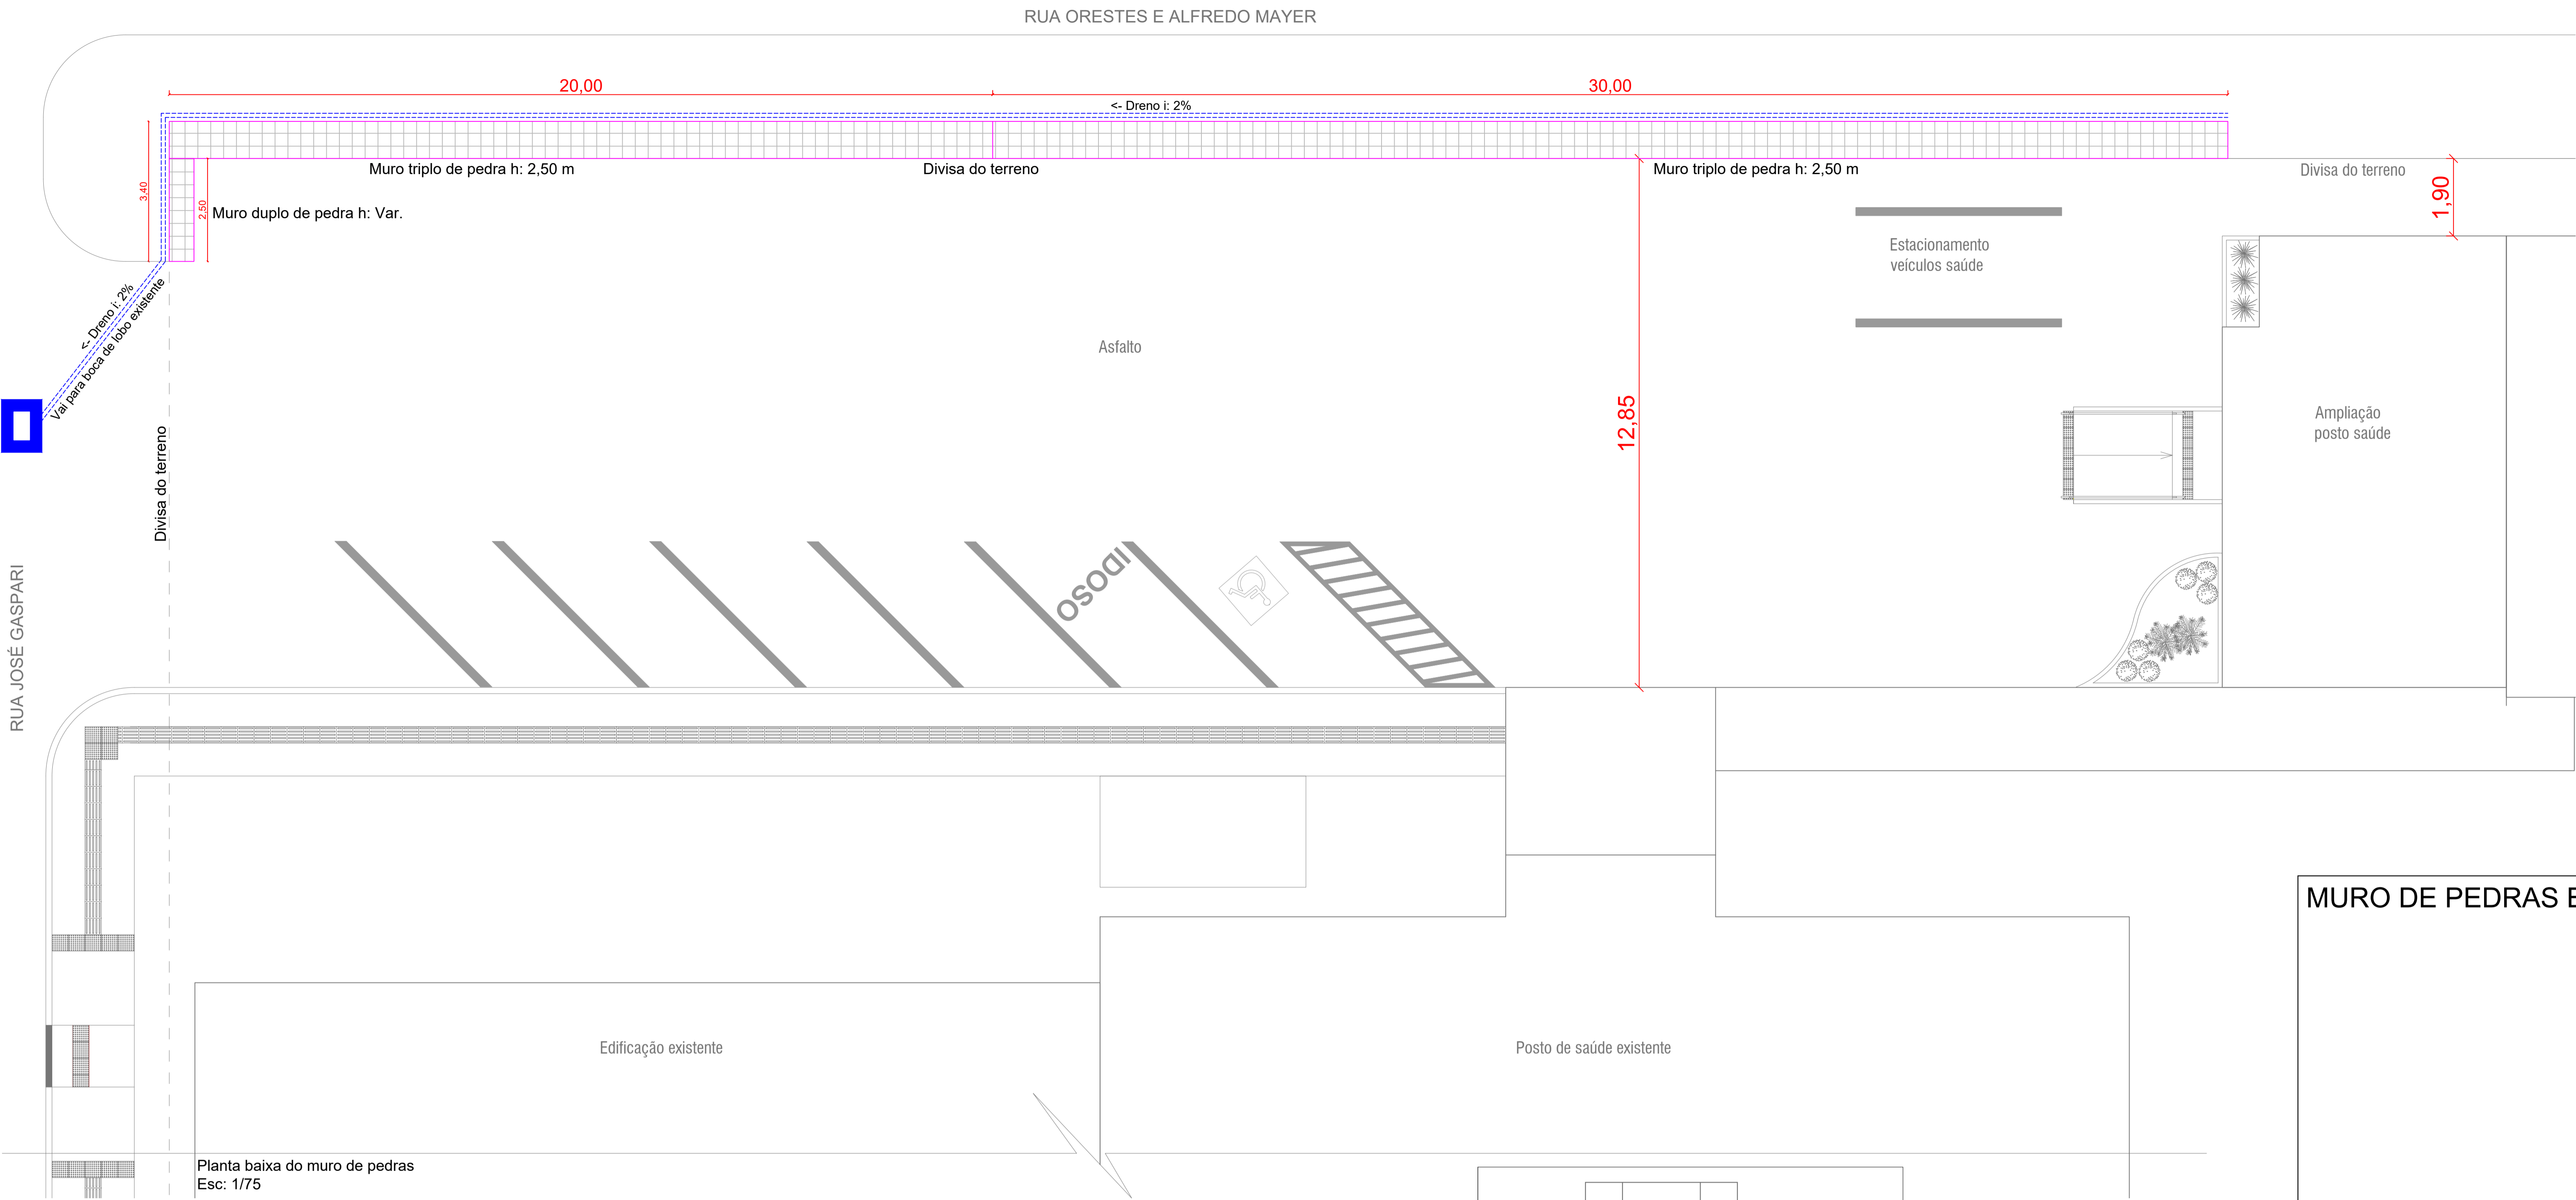 RUA ORESTES E ALFREDO MAYER
20,00
30,00
<- Dreno i: 2%
Muro triplo de pedra h: 2,50 m
Divisa do terreno
Muro triplo de pedra h: 2,50 m
Divisa do terreno
3,40
2,50
Muro duplo de pedra h: Var.
1,90
Estacionamento
veículos saúde
<- Dreno i: 2%
Vai para boca de lobo existente
Asfalto
12,85
Ampliação
posto saúde
Divisa do terreno
IDOSO
RUA JOSÉ GASPARI
MURO DE PEDRAS E
Edificação existente
Posto de saúde existente
Planta baixa do muro de pedras
Esc: 1/75